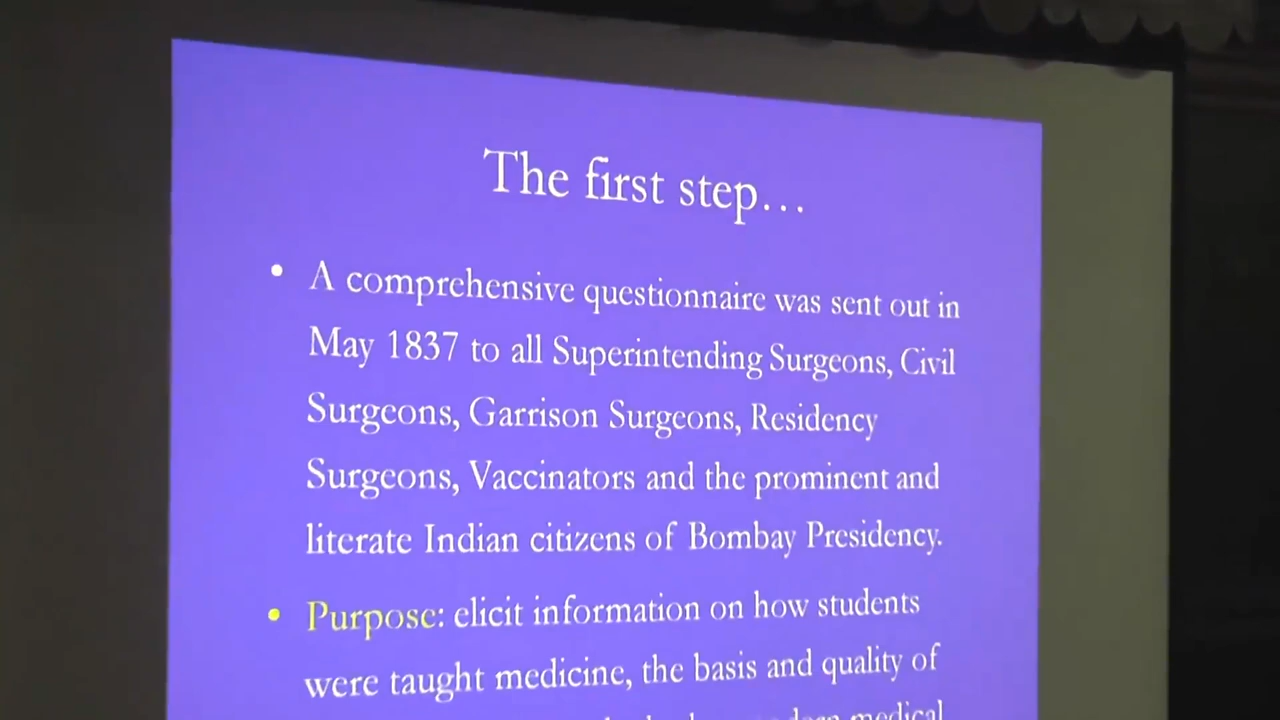 The first step...
• A comprehensive questionnaire was sent out in
May 1837 to all Superintending Surgeons, Civil
Surgeons, Garrison Surgeons, Residency
Surgeons, Vaccinators and the prominent and
literate Indian citizens of Bombay Presidency.
• Purpose: elicit information on how students
were taught medicine, the basis and quality of
medical